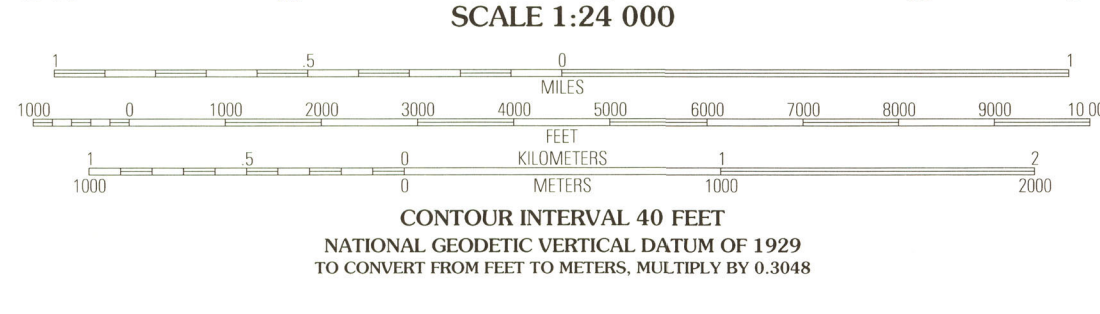 SCALE 1:24 000
1 .5 0 1
MILES
1000 0 1000 2000 3000 4000 5000 6000 7000 8000 9000
FEET
1 .5 0 KILOMETERS 1 2
1000 0 METERS 1000 2000
CONTOUR INTERVAL 40 FEET
NATIONAL GEODETIC VERTICAL DATUM OF 1929
TO CONVERT FROM FEET TO METERS, MULTIPLY BY 0.3048